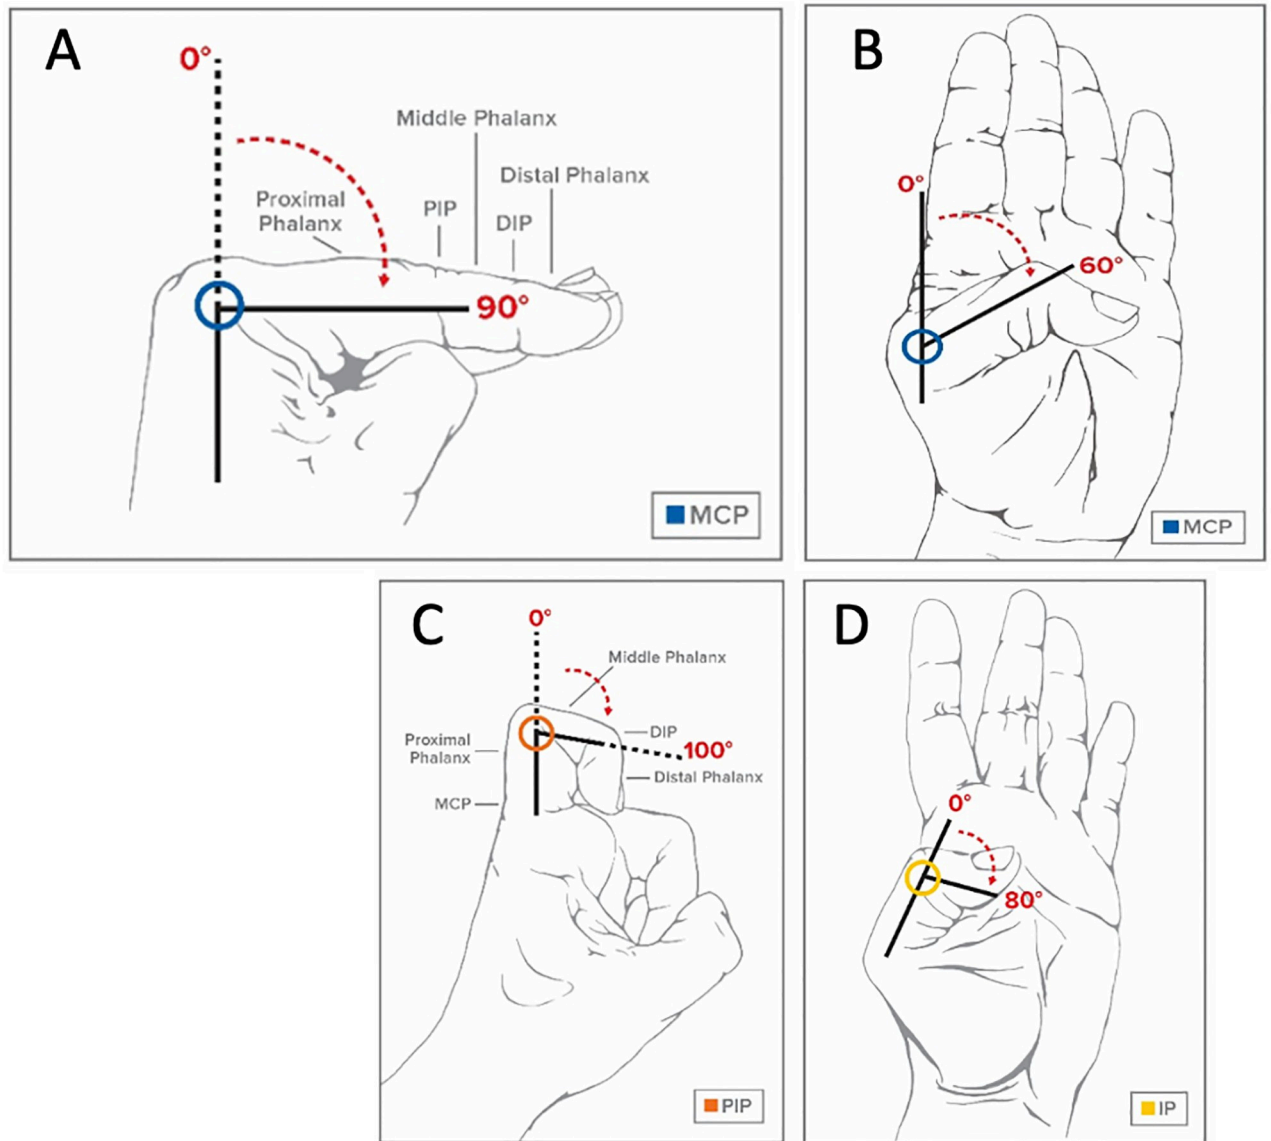 A
0°
Middle Phalanx
Distal Phalanx
Proximal
Phalanx
PIP
DIP
90°
MCP
B
0°
60°
MCP
C
0°
Middle Phalanx
DIP
Proximal
Phalanx
100°
Distal Phalanx
MCP
PIP
D
0°
80°
IP